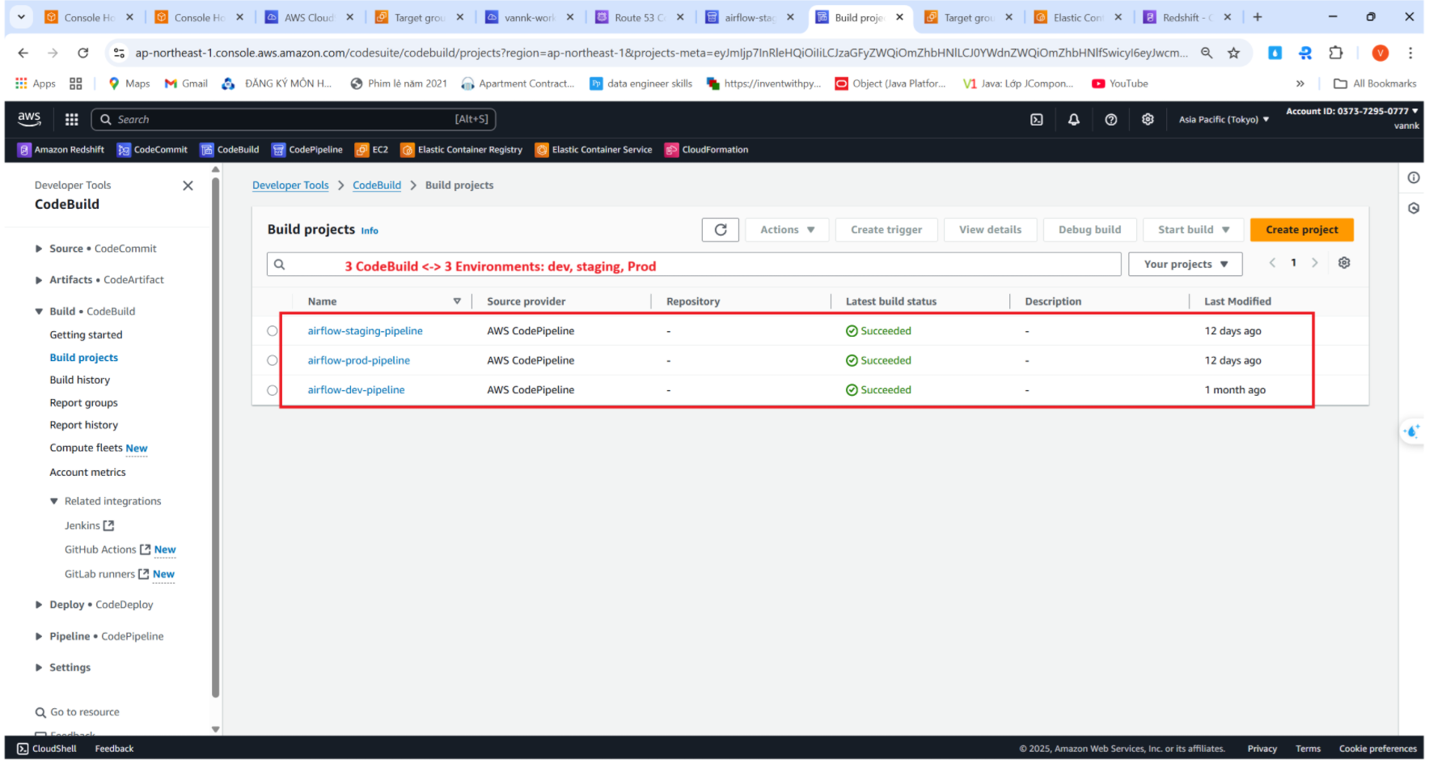 Console Ho
Console Ho
AWS Cloud
Target grou
vannk-work
Route 53 C
airflow-stag
Build projec
Target grou
Elastic Cont
Redshift - C
ap-northeast-1.console.aws.amazon.com/codesuite/codebuild/projects?region=ap-northeast-1&projects-meta=
Apps
Maps
Gmail
ĐĂNG KÝ MÔN H...
Phim lẻ năm 2021
Apartment Contract...
data engineer skills
https://inventwithpy...
Object (Java Platfor...
V1 Java: Lớp JCompon...
YouTube
»
All Bookmarks
aws
Search
[Alt+S]
Asia Pacific (Tokyo) ▼
Account ID: 0373-7295-0777 ▼
vannk
Amazon Redshift
CodeCommit
CodeBuild
CodePipeline
EC2
Elastic Container Registry
Elastic Container Service
CloudFormation
Developer Tools
CodeBuild
Source • CodeCommit
Artifacts • CodeArtifact
Build • CodeBuild
Getting started
Build projects
Build history
Report groups
Report history
Compute fleets New
Account metrics
Related integrations
Jenkins
GitHub Actions New
GitLab runners New
Deploy • CodeDeploy
Pipeline • CodePipeline
Settings
Go to resource
Feedback
Developer Tools > CodeBuild > Build projects
Build projects Info
Actions ▼
Create trigger
View details
Debug build
Start build ▼
Create project
3 CodeBuild <-> 3 Environments: dev, staging, Prod
Your projects ▼
< 1 >
Name Source provider Repository Latest build status Description Last Modified
airflow-staging-pipeline AWS CodePipeline - Succeeded - 12 days ago
airflow-prod-pipeline AWS CodePipeline - Succeeded - 12 days ago
airflow-dev-pipeline AWS CodePipeline - Succeeded - 1 month ago
CloudShell Feedback
© 2025, Amazon Web Services, Inc. or its affiliates. Privacy Terms Cookie preferences